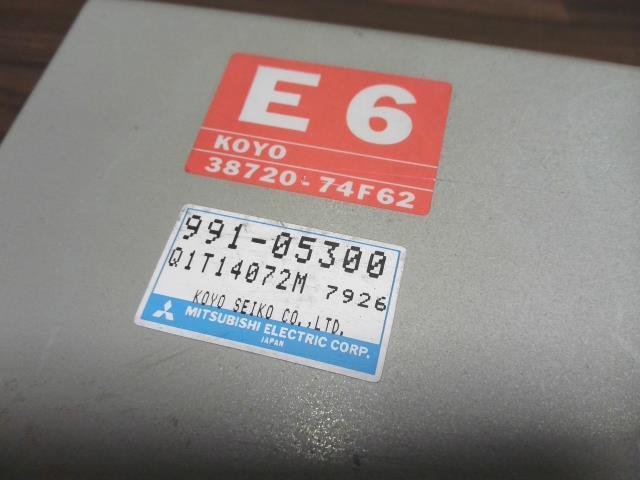 E 6
KOYO
38720-74F62
991-05300
Q1T14072M 7926
KOYO SEIKO CO.,LTD.
MITSUBISHI ELECTRIC CORP.
JAPAN